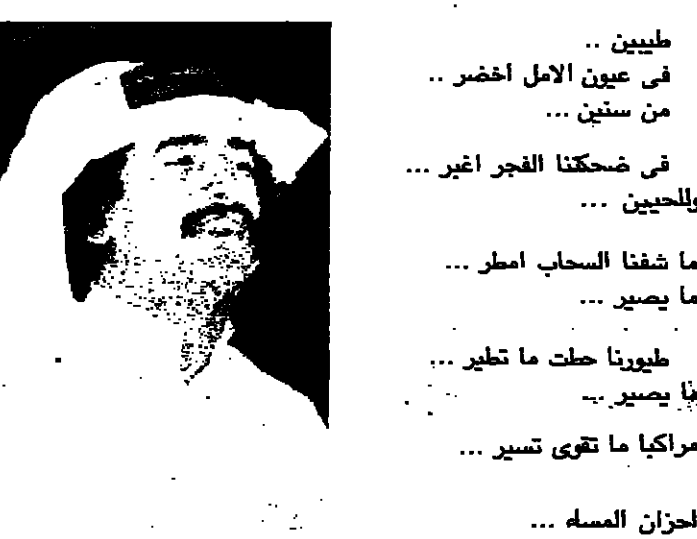 طيبين ..
فى عيون الامل اخضر ..
من سنين ...
فى ضحكتنا الفجر اغبر ...
وللحيين ...
ما شفنا السحاب امطر ...
ما يصير ...
طيورنا حطت ما تطير ...
ما يصير ...
مراكبا ما تقوى تسير ...
احزان المساء ...